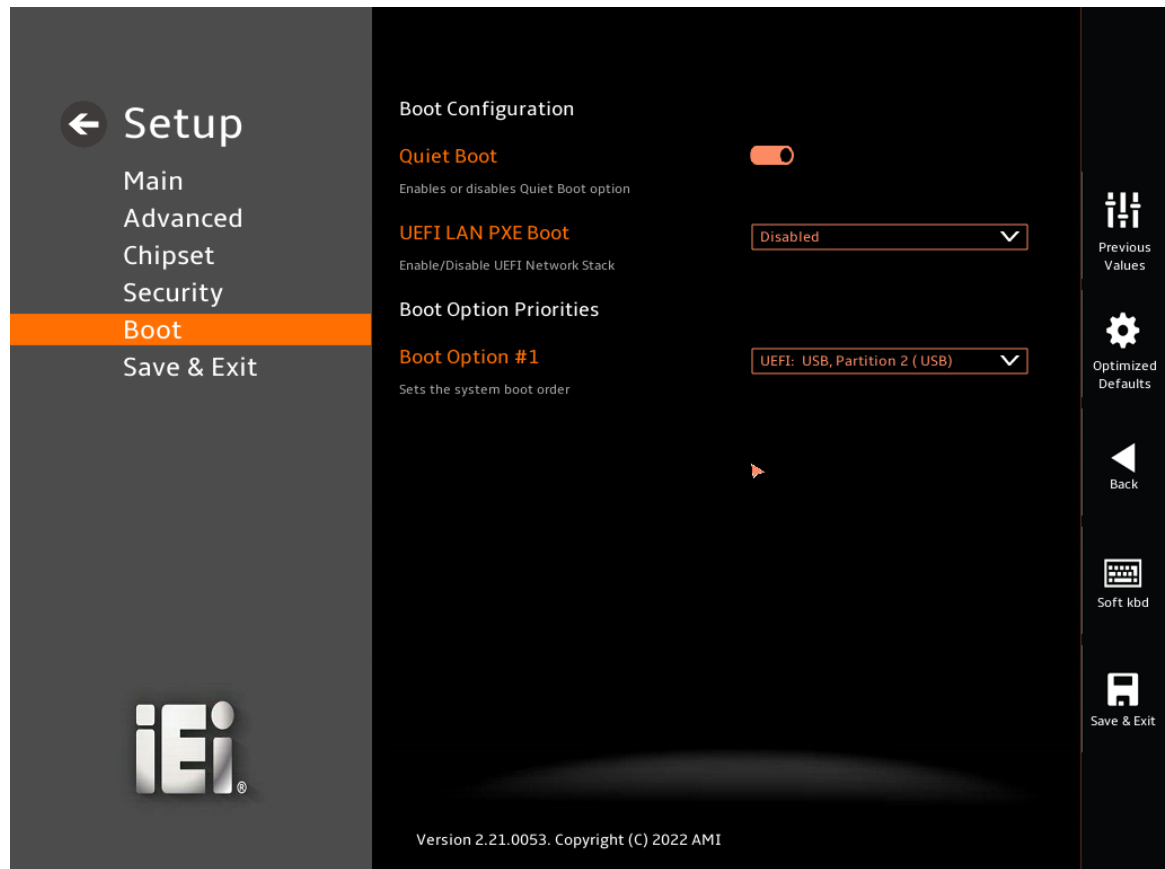 Setup
Main
Advanced
Chipset
Security
Boot
Save & Exit
iEi®
Boot Configuration
Quiet Boot
Enables or disables Quiet Boot option
UEFI LAN PXE Boot
Disabled
Enable/Disable UEFI Network Stack
Boot Option Priorities
Boot Option #1
UEFI: USB, Partition 2 ( USB)
Sets the system boot order
Version 2.21.0053. Copyright (C) 2022 AMI
Previous
Values
Optimized
Defaults
Back
Soft kbd
Save & Exit